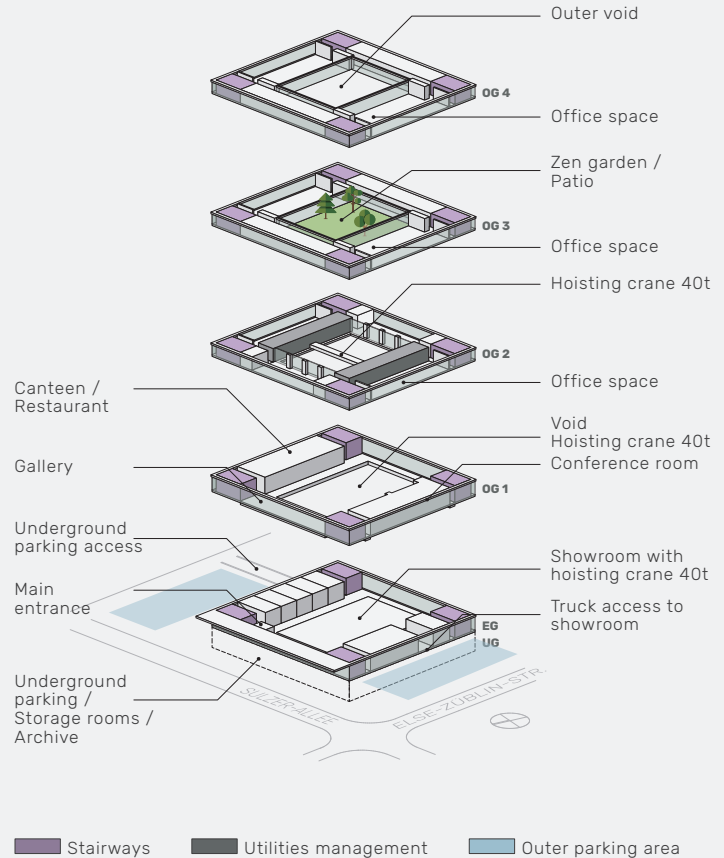 Outer void
OG 4
Office space
Zen garden /
Patio
OG 3
Office space
Hoisting crane 40t
OG 2
Office space
Canteen /
Restaurant
Void
Hoisting crane 40t
Gallery
Conference room
OG 1
Underground
parking access
Showroom with
hoisting crane 40t
Main
entrance
Truck access to
showroom
EG
UG
Underground
parking /
Storage rooms /
Archive
SULZER-ALLEE
ELSE-ZÜBLIN-STR.
Stairways
Utilities management
Outer parking area